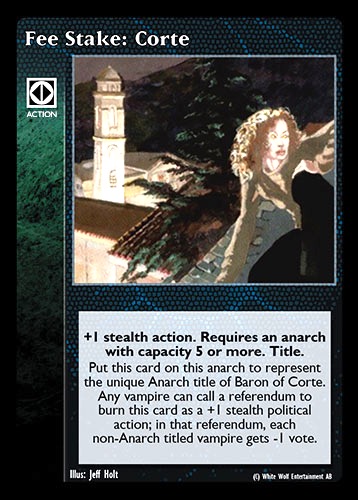 Fee Stake: Corte
ACTION
+1 stealth action. Requires an anarch
with capacity 5 or more. Title.
Put this card on this anarch to represent
the unique Anarch title of Baron of Corte.
Any vampire can call a referendum to
burn this card as a +1 stealth political
action; in that referendum, each
non-Anarch titled vampire gets -1 vote.
Illus: Jeff Holt
(C) White Wolf Entertainment AB